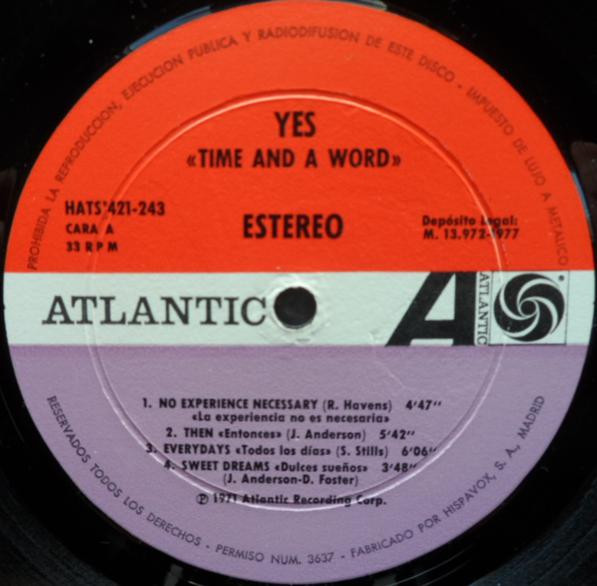 PROHIBIDA LA REPRODUCCION, EJECUCION PUBLICA Y RADIODIFUSION DE ESTE DISCO - IMPUESTO DE LUJO A METALICO
YES
«TIME AND A WORD»
HATS 421-243
CARA A
33 RPM
ESTEREO
Depósito Legal:
M. 13.972-1977
ATLANTIC
A
ATLANTIC
1. NO EXPERIENCE NECESSARY (R. Havens) 4'47''
«La experiencia no es necesaria»
2. THEN «Entonces» (J. Anderson) 5'42''
3. EVERYDAYS «Todos los días» (S. Stills) 6'06''
4. SWEET DREAMS «Dulces sueños» 3'48''
(J. Anderson-D. Foster)
℗ 1971 Atlantic Recording Corp.
RESERVADOS TODOS LOS DERECHOS - PERMISO NUM. 3637 - FABRICADO POR HISPAVOX, S. A., MADRID